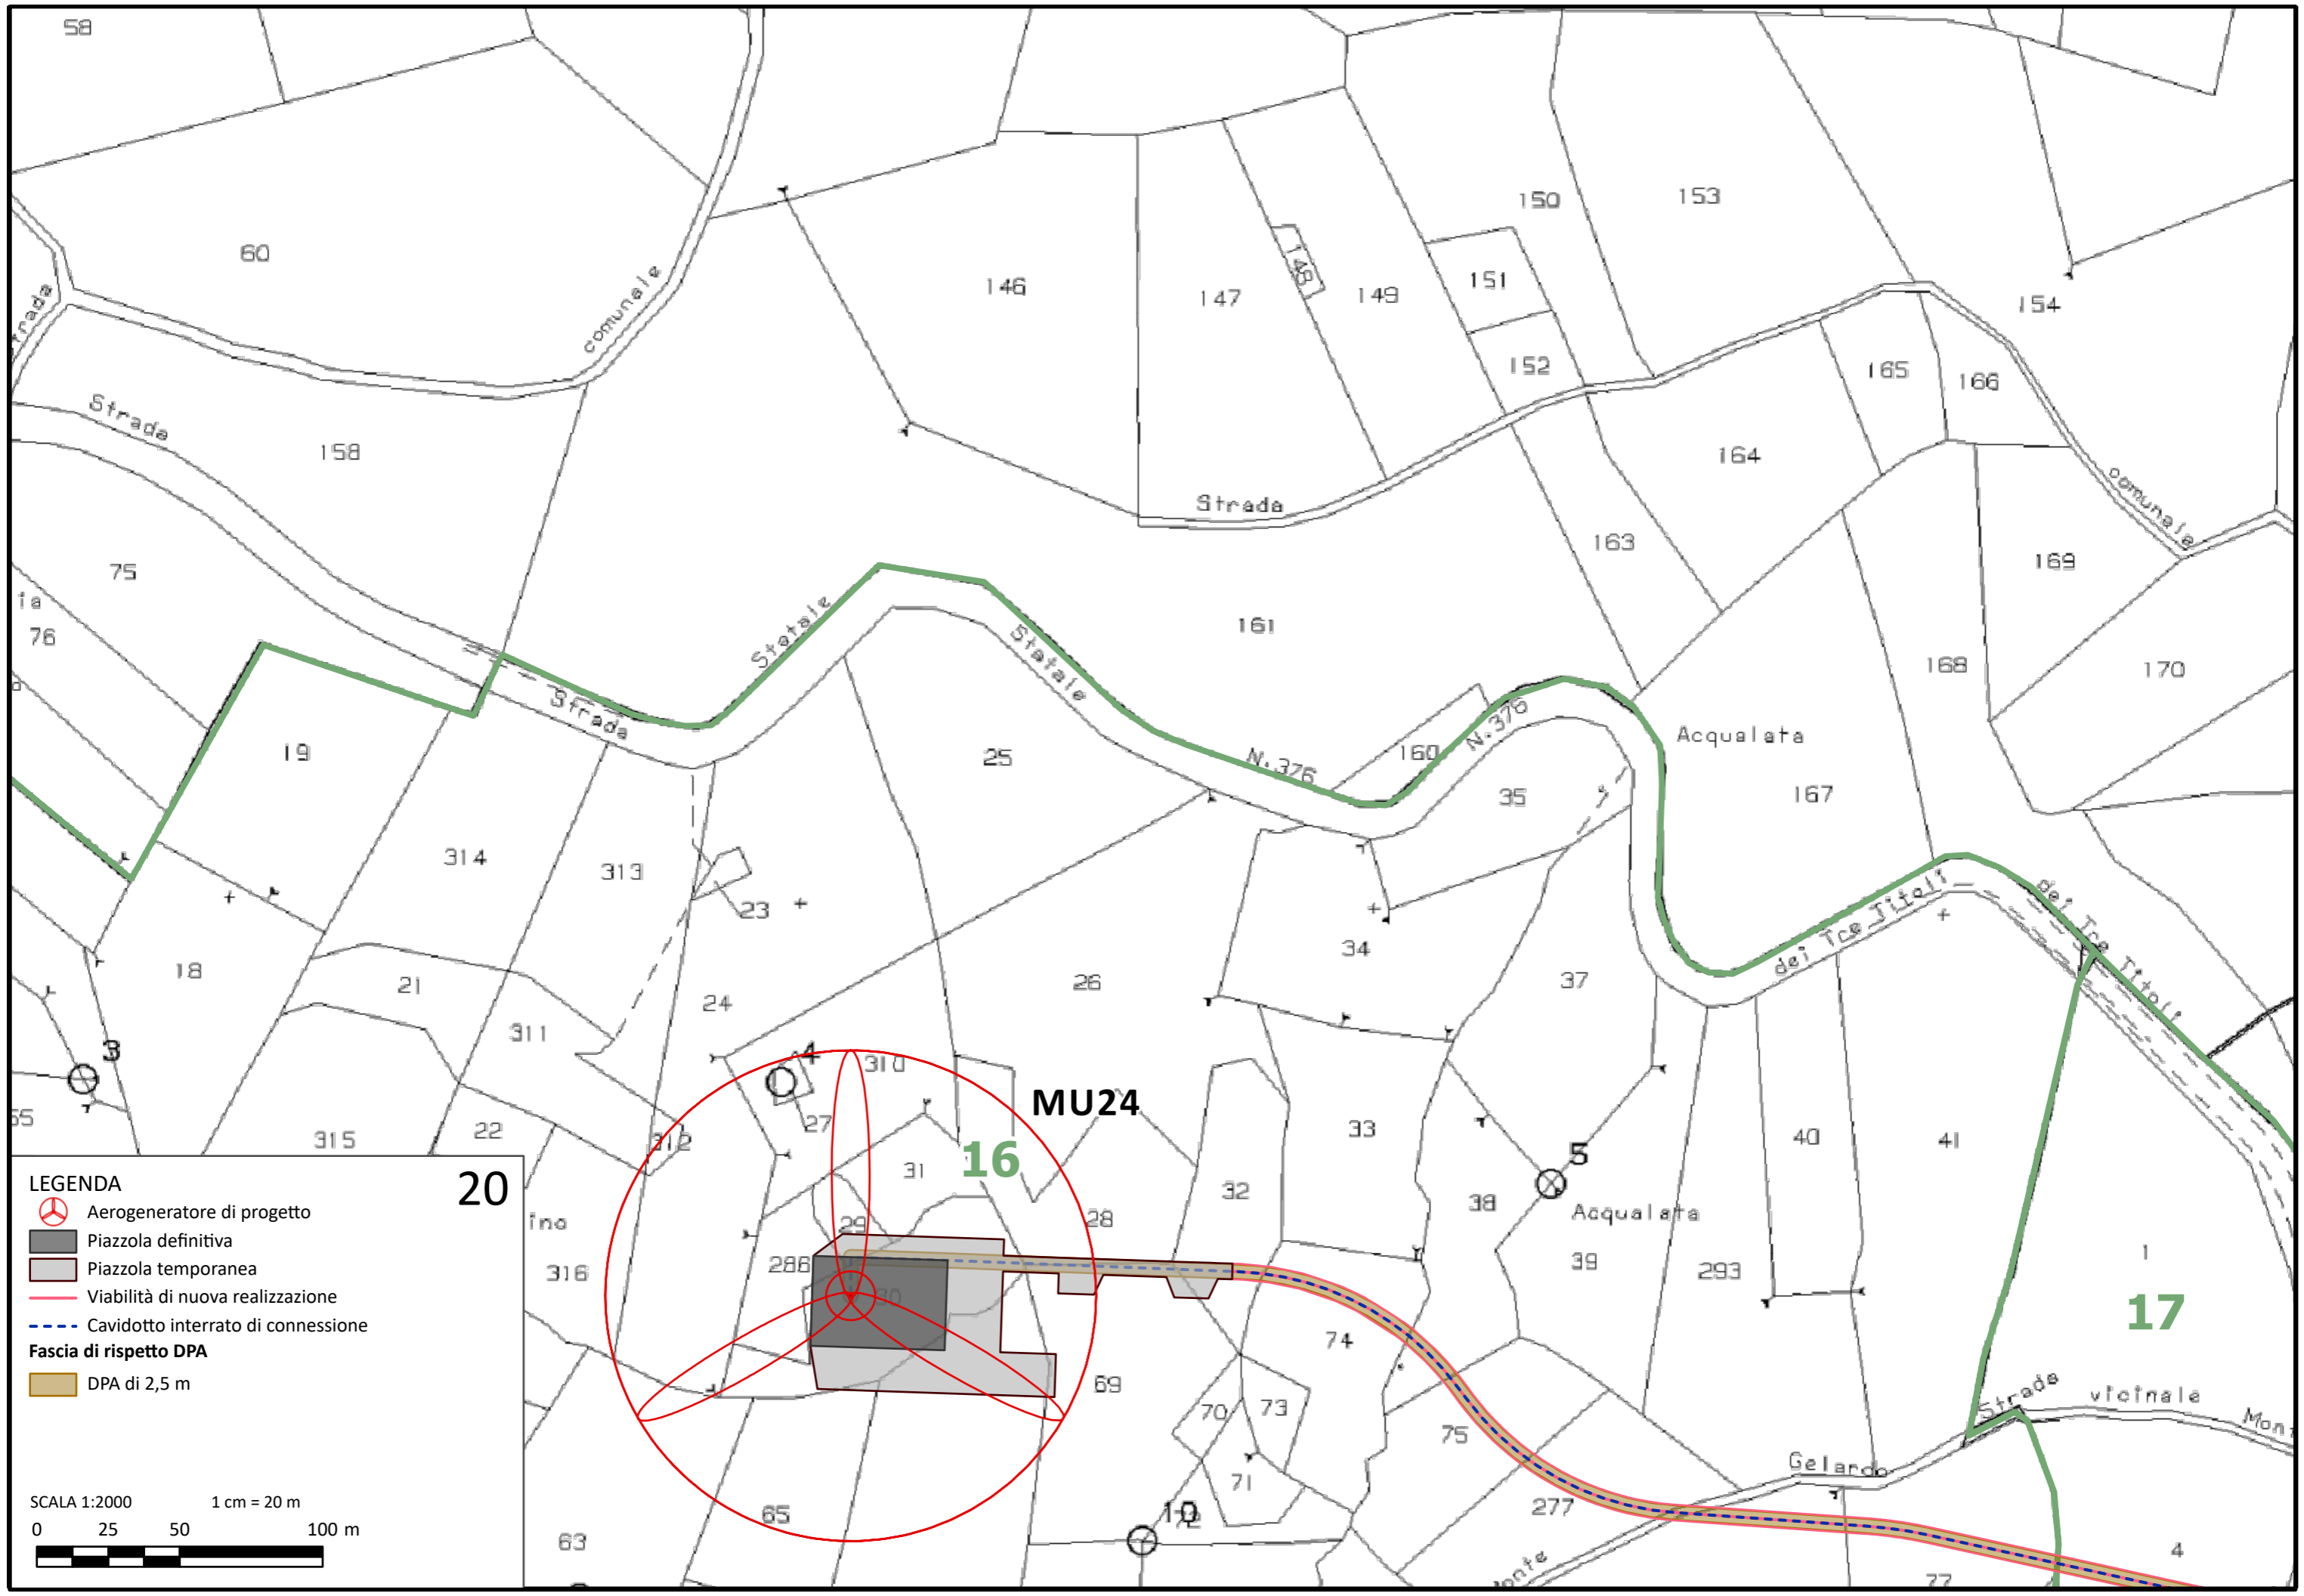 58
60
Strada
comunale
158
146
147
148
149
150
151
152
153
154
165
166
164
163
Strada
comunale
169
168
170
161
75
76
Strada
Statale
Statale
N.376
160
N.376
Acqualata
167
35
25
19
314
313
23
18
21
311
24
26
34
37
dei Tre Titoli
dei Tre Titoli
3
4
310
27
MU24
16
31
312
22
315
33
32
28
29
286
30
316
5
38
Acqualata
39
293
40
41
1
17
74
69
70
73
71
75
277
10
65
63
Strada
vicinale
Gelardo
4
77
20
LEGENDA
Aerogeneratore di progetto
Piazzola definitiva
Piazzola temporanea
Viabilità di nuova realizzazione
Cavidotto interrato di connessione
Fascia di rispetto DPA
DPA di 2,5 m
SCALA 1:2000 1 cm = 20 m
0 25 50 100 m